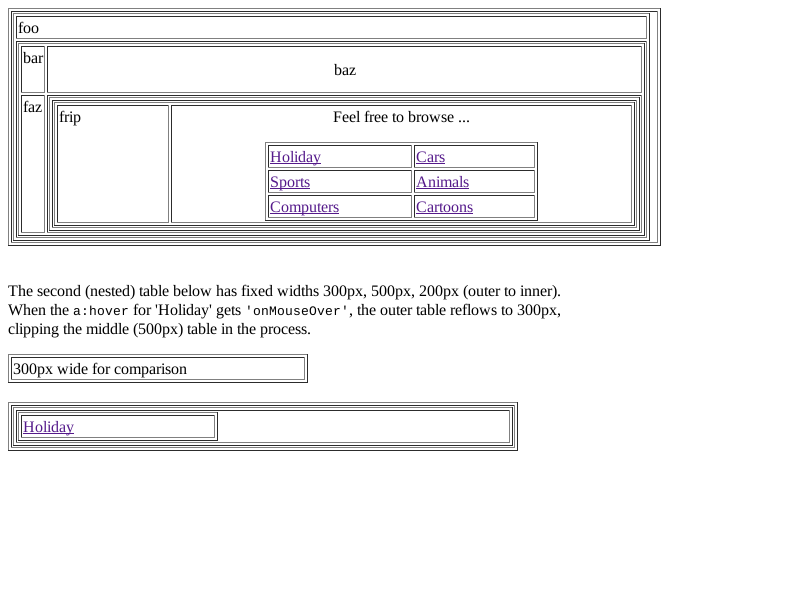 foo
bar
baz
faz
frip
Feel free to browse ...
Holiday
Cars
Sports
Animals
Computers
Cartoons
The second (nested) table below has fixed widths 300px, 500px, 200px (outer to inner).
When the a:hover for 'Holiday' gets 'onMouseOver', the outer table reflows to 300px,
clipping the middle (500px) table in the process.
300px wide for comparison
Holiday